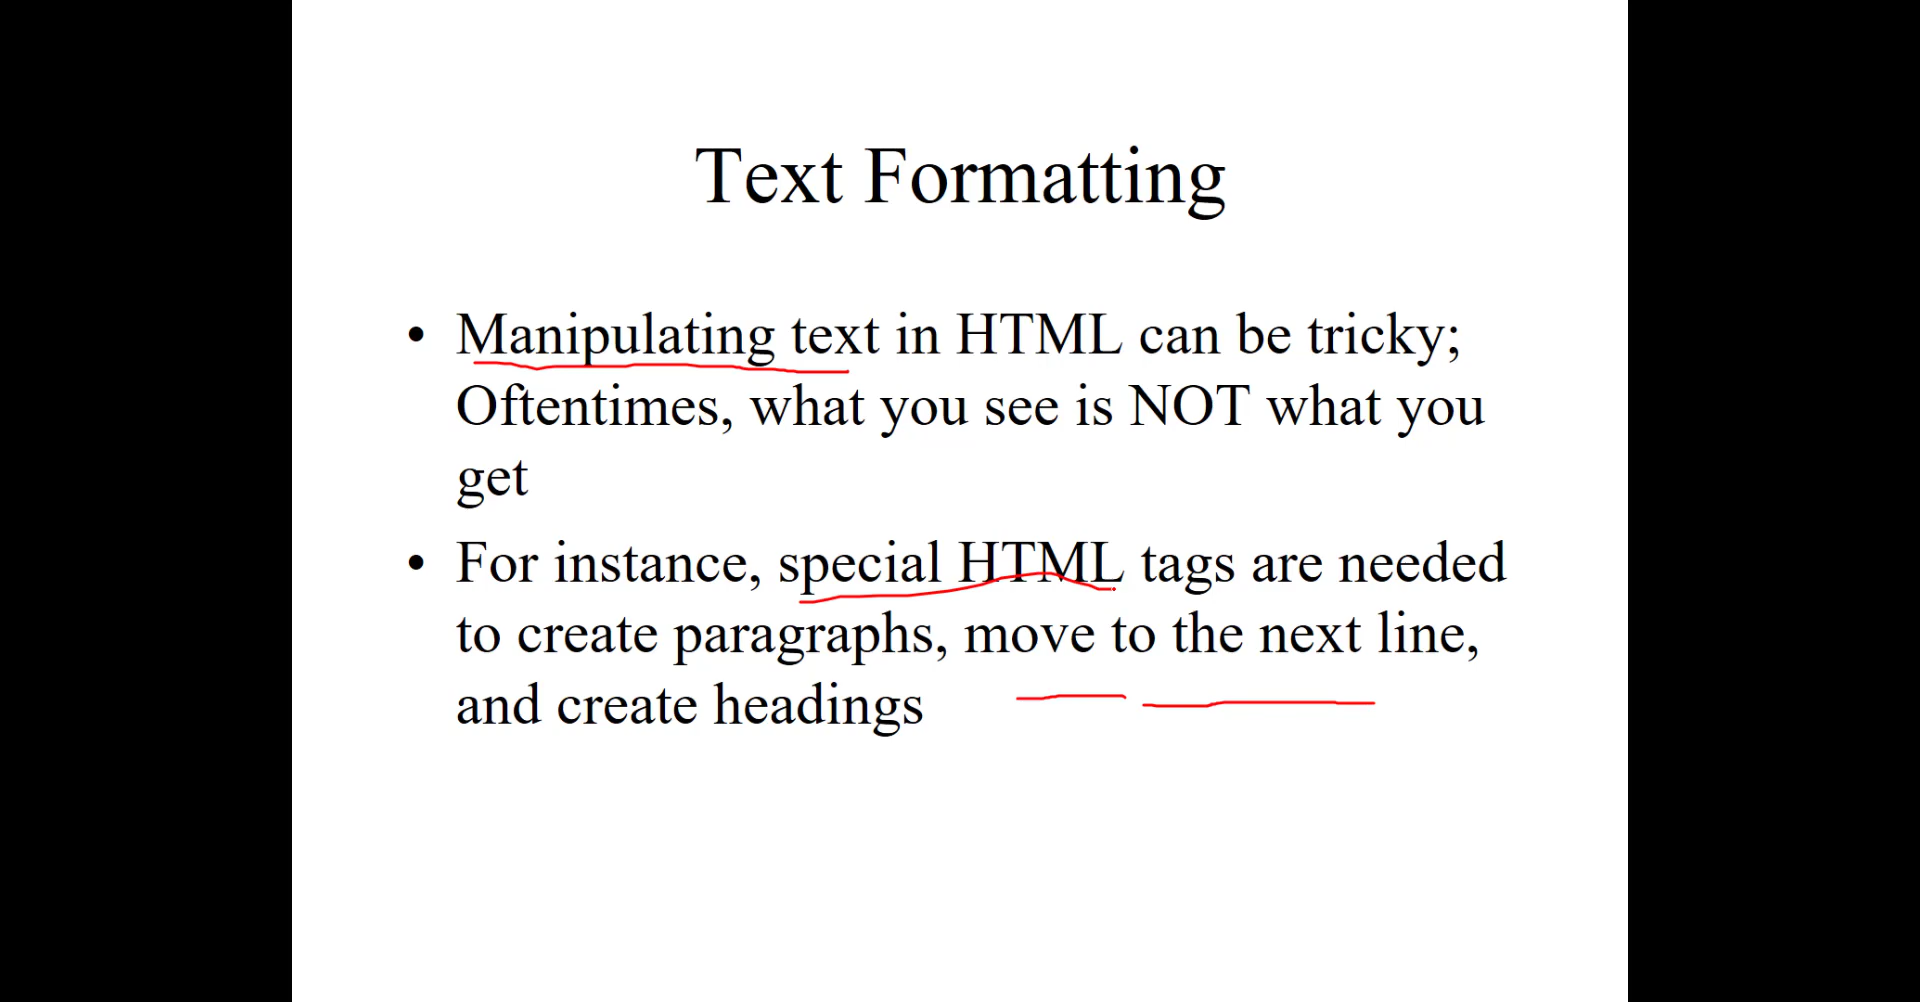 Text Formatting
• Manipulating text in HTML can be tricky;
Oftentimes, what you see is NOT what you
get
• For instance, special HTML tags are needed
to create paragraphs, move to the next line,
and create headings